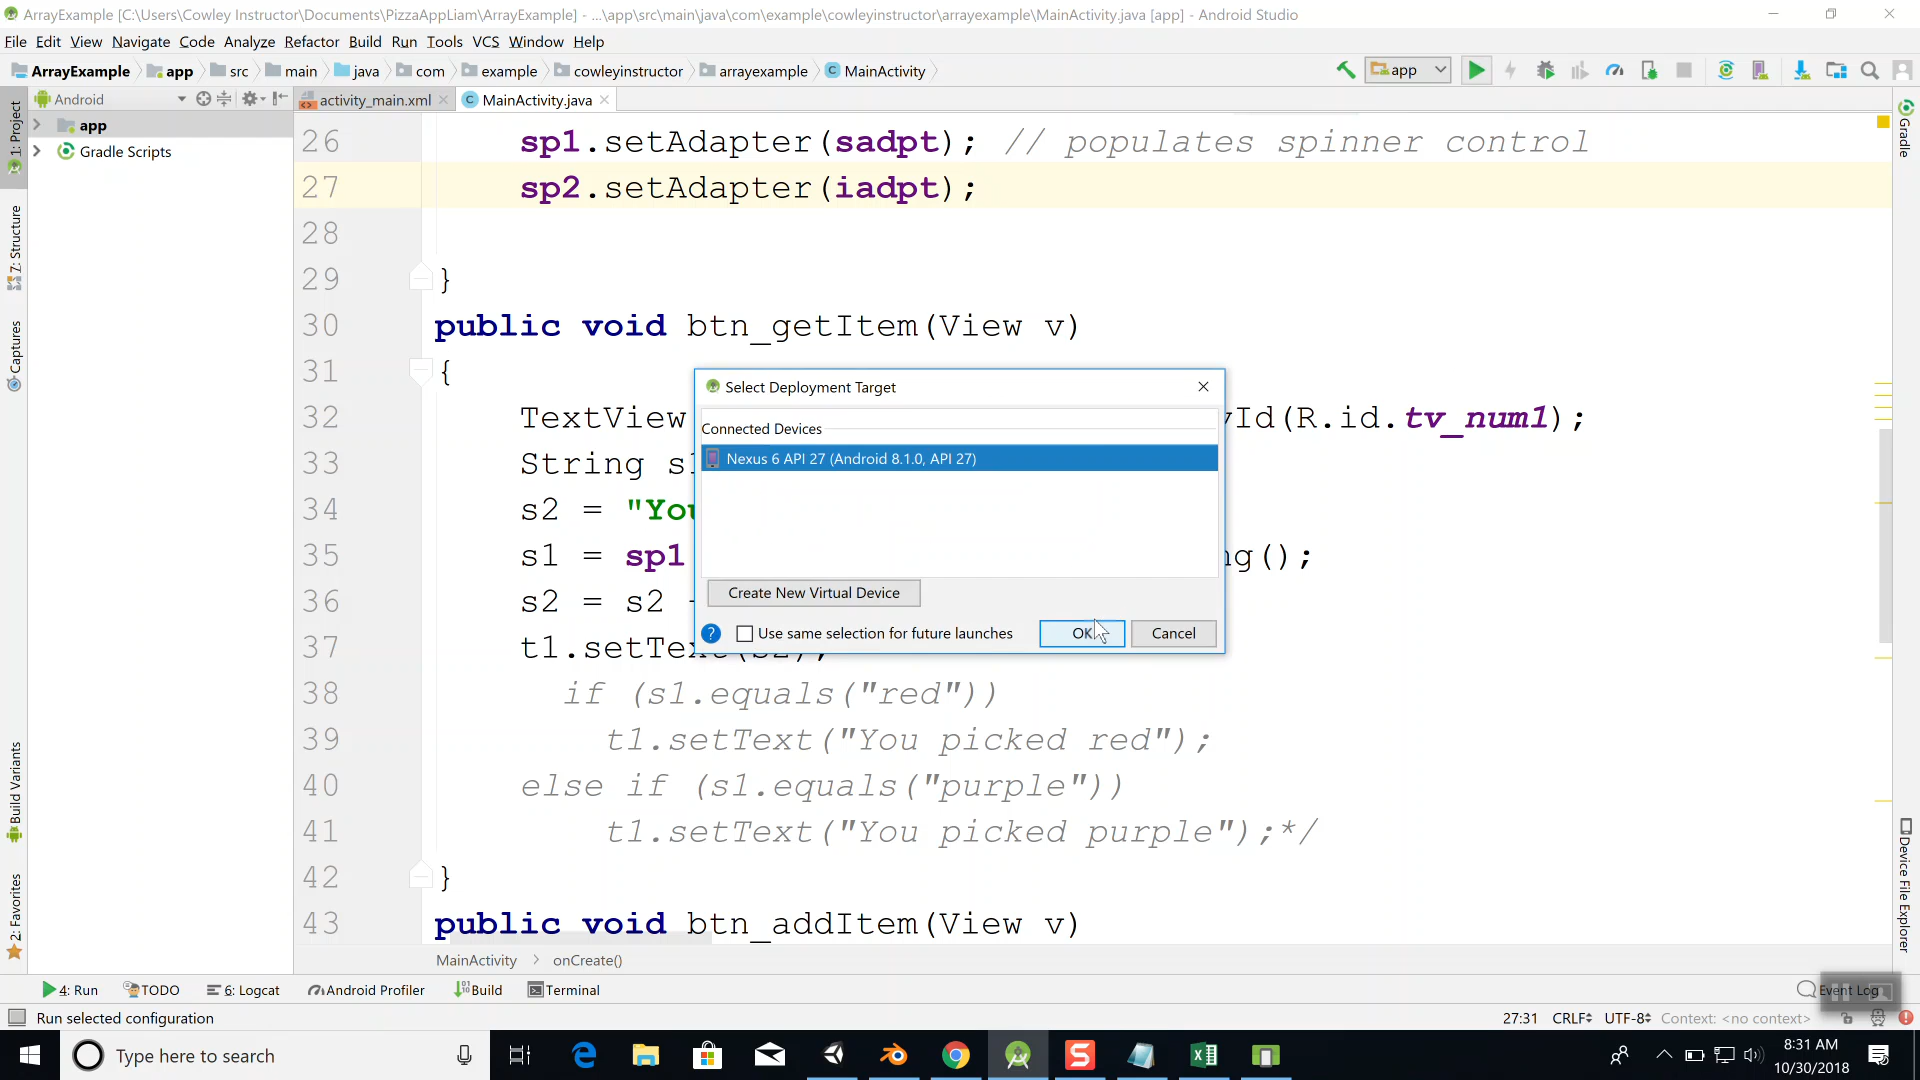 ArrayExample [C:\Users\Cowley Instructor\Documents\PizzaAppLiam\ArrayExample] - ...\app\src\main\java\com\example\cowleyinstructor\arrayexample\MainActivity.java [app] - Android Studio
File Edit View Navigate Code Analyze Refactor Build Run Tools VCS Window Help
ArrayExample app src main java com example cowleyinstructor arrayexample MainActivity app
Android activity_main.xml MainActivity.java
app
Gradle Scripts
1: Project
7: Structure
Captures
Build Variants
2: Favorites
Gradle
Device File Explorer
26 sp1.setAdapter(sadpt); // populates spinner control
27 sp2.setAdapter(iadpt);
28
29 }
30 public void btn_getItem(View v)
31 {
32 TextView Id(R.id.tv_num1);
33 String s1
34 s2 = "You
35 s1 = sp1 g();
36 s2 = s2
37 t1.setText(s2);
38 if (s1.equals("red"))
39 t1.setText("You picked red");
40 else if (s1.equals("purple"))
41 t1.setText("You picked purple");*/
42 }
43 public void btn_addItem(View v)
Select Deployment Target
Connected Devices
Nexus 6 API 27 (Android 8.1.0, API 27)
Create New Virtual Device
? Use same selection for future launches OK Cancel
MainActivity > onCreate()
4: Run TODO 6: Logcat Android Profiler Build Terminal Event Log
Run selected configuration 27:31 CRLF UTF-8 Context: <no context>
Type here to search 8:31 AM
10/30/2018